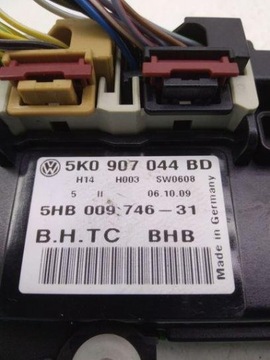 5K0 907 044 BD
H14 H003 SW0608
5 II 06.10.09
5HB 009 746-31
B.H.TC BHB
Made in Germany